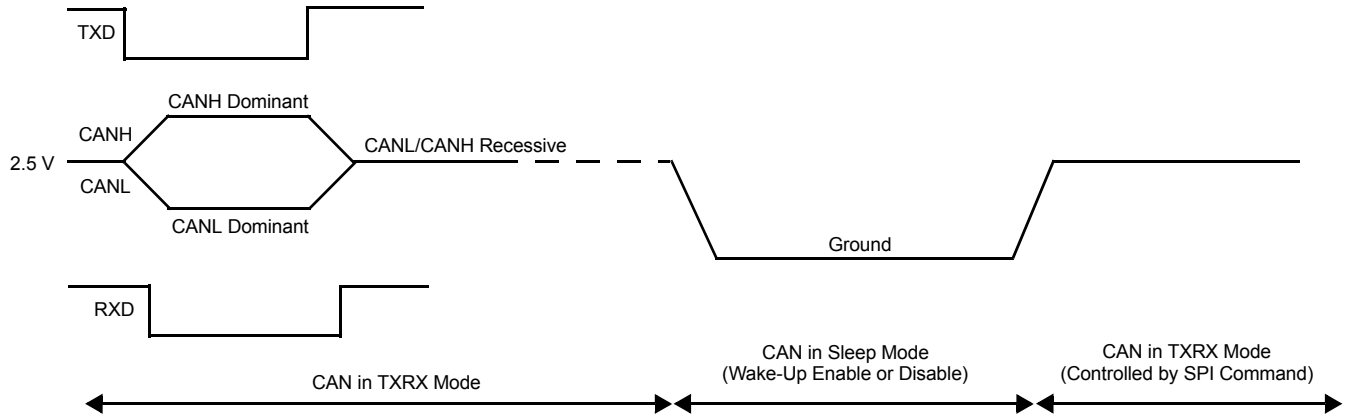 TXD
CANH Dominant
CANH
CANL/CANH Recessive
2.5 V
CANL
CANL Dominant
Ground
RXD
CAN in TXRX Mode
CAN in Sleep Mode
(Wake-Up Enable or Disable)
CAN in TXRX Mode
(Controlled by SPI Command)